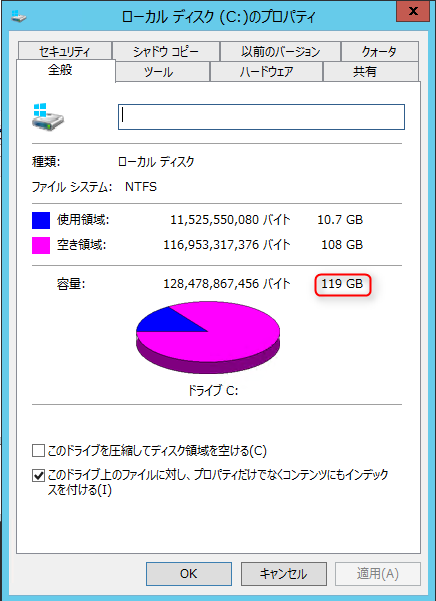 ローカル ディスク (C:)のプロパティ
x
セキュリティ シャドウ コピー 以前のバージョン クォータ
全般 ツール ハードウェア 共有
種類: ローカル ディスク
ファイル システム: NTFS
使用領域: 11,525,550,080 バイト 10.7 GB
空き領域: 116,953,317,376 バイト 108 GB
容量: 128,478,867,456 バイト 119 GB
ドライブ C:
このドライブを圧縮してディスク領域を空ける(C)
このドライブ上のファイルに対し、プロパティだけでなくコンテンツにもインデック
スを付ける(I)
OK キャンセル 適用(A)